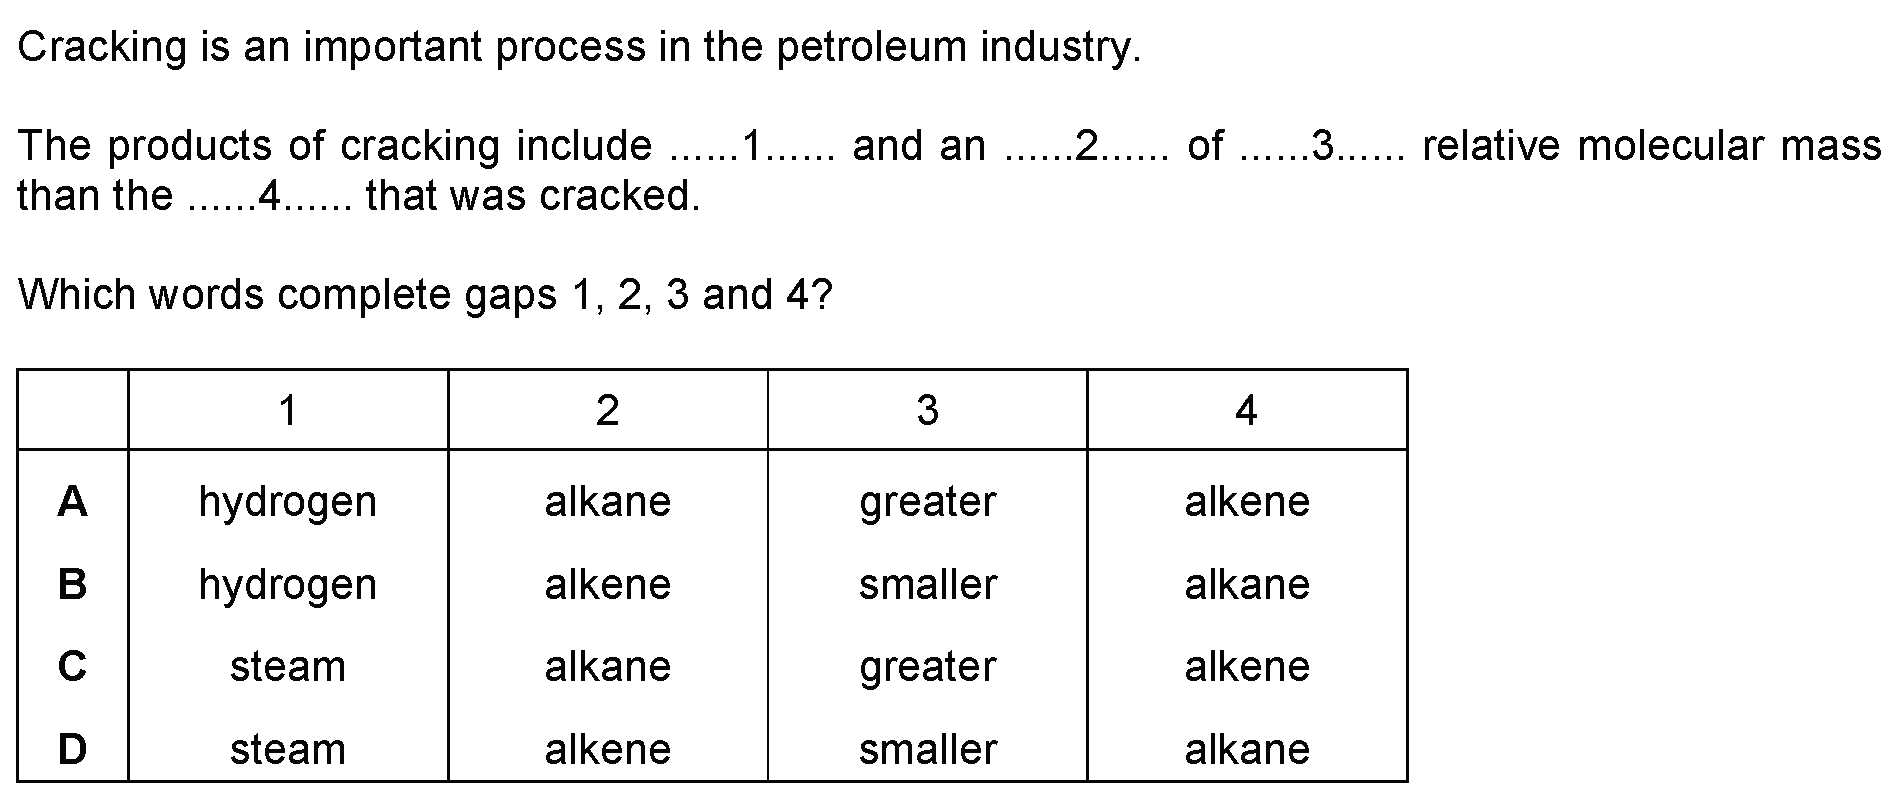 Cracking is an important process in the petroleum industry.
The products of cracking include ......1...... and an ......2...... of ......3...... relative molecular mass
than the ......4...... that was cracked.
Which words complete gaps 1, 2, 3 and 4?
1 2 3 4
A hydrogen alkane greater alkene
B hydrogen alkene smaller alkane
C steam alkane greater alkene
D steam alkene smaller alkane